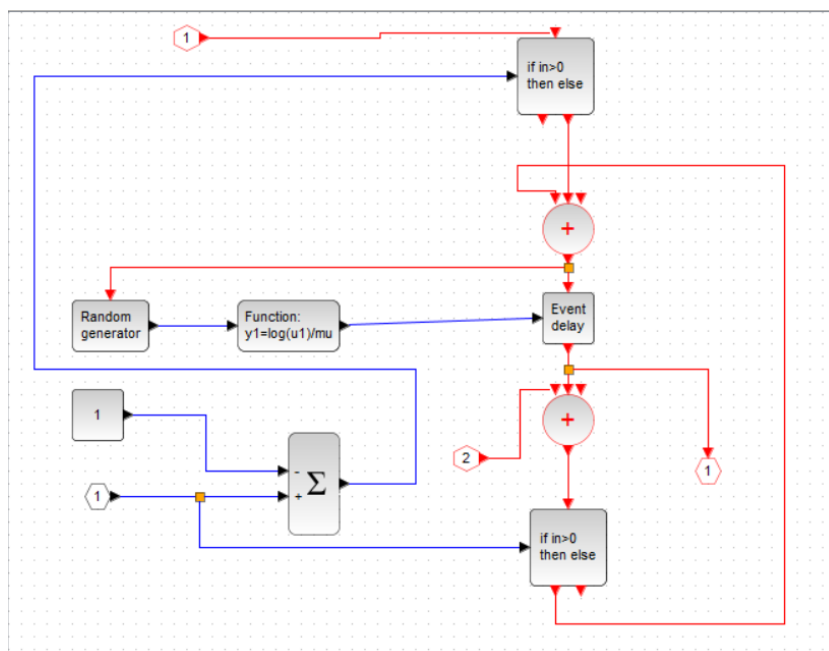 1
if in>0
then else
+
Random
generator
Function:
y1=log(u1)/mu
Event
delay
1
-
+
Σ
1
+
2
1
if in>0
then else